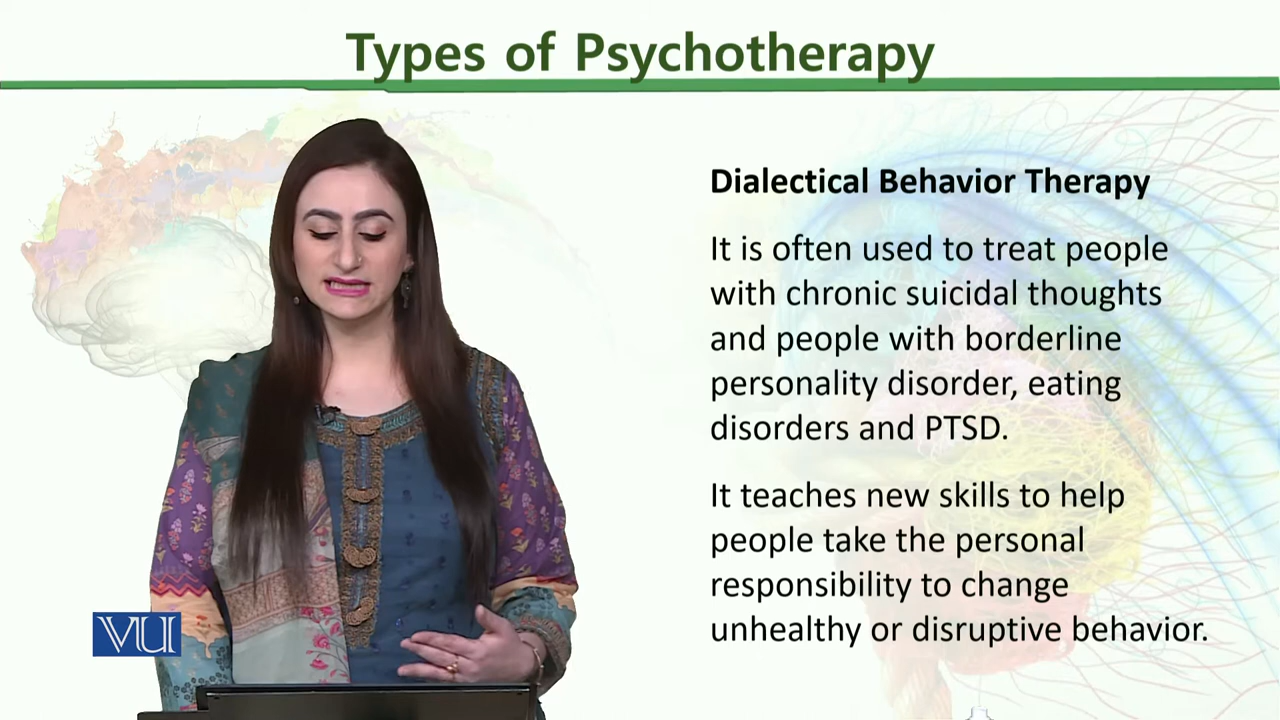 Types of Psychotherapy
Dialectical Behavior Therapy
It is often used to treat people
with chronic suicidal thoughts
and people with borderline
personality disorder, eating
disorders and PTSD.
It teaches new skills to help
people take the personal
responsibility to change
unhealthy or disruptive behavior.
VU